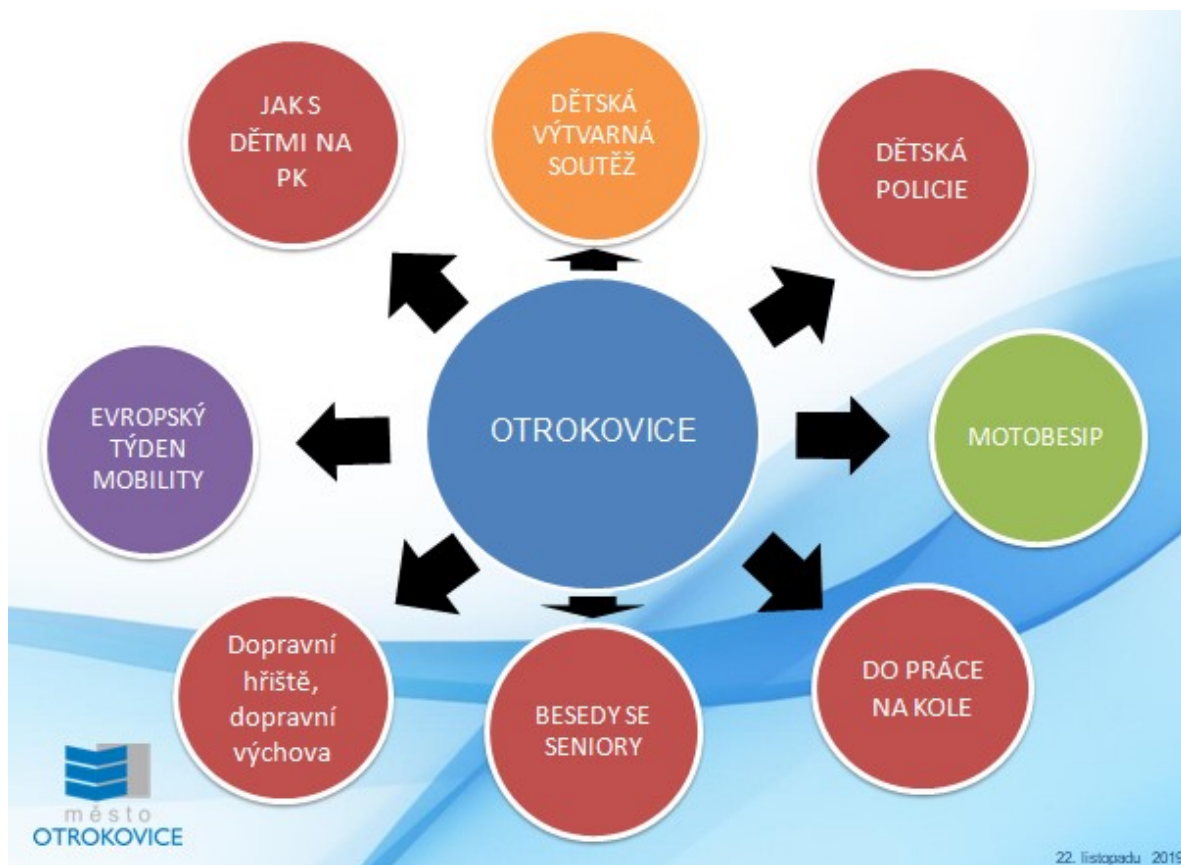 JAK S
DĚTMI NA
PK
DĚTSKÁ
VÝTVARNÁ
SOUTĚŽ
DĚTSKÁ
POLICIE
EVROPSKÝ
TÝDEN
MOBILITY
OTROKOVICE
MOTOBESIP
Dopravní
hřiště,
dopravní
výchova
BESEDY SE
SENIORY
DO PRÁCE
NA KOLE
město
OTROKOVICE
22. listopadu 2019